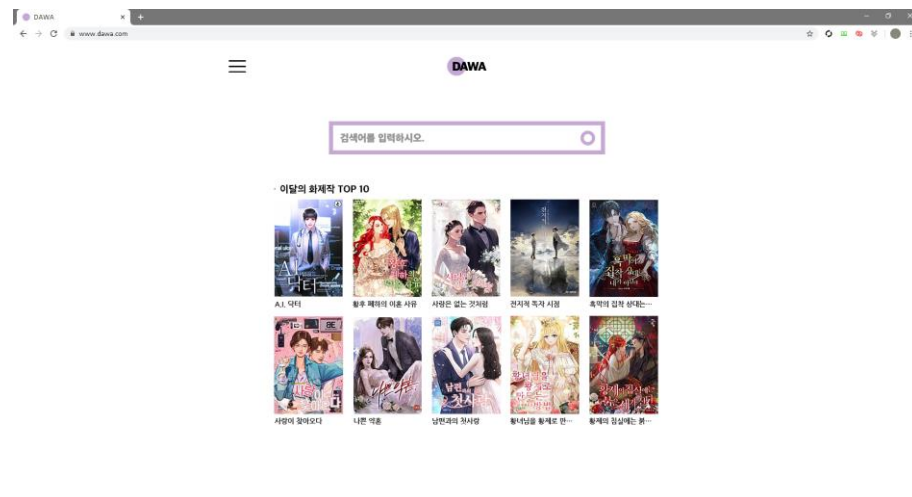 DAWA
www.dawa.com
DAWA
검색어를 입력하시오.
· 이달의 화제작 TOP 10
A.I. 닥터
A.I. 닥터
황후 폐하의 이혼 사유
사랑은 없는 것처럼
전지적 독자 시점
흑막의 집착 상대는…
사랑이 찾아오다
나쁜 약혼
남편과의 첫사랑
황녀님을 황제로 만…
황제의 침실에는 붉…